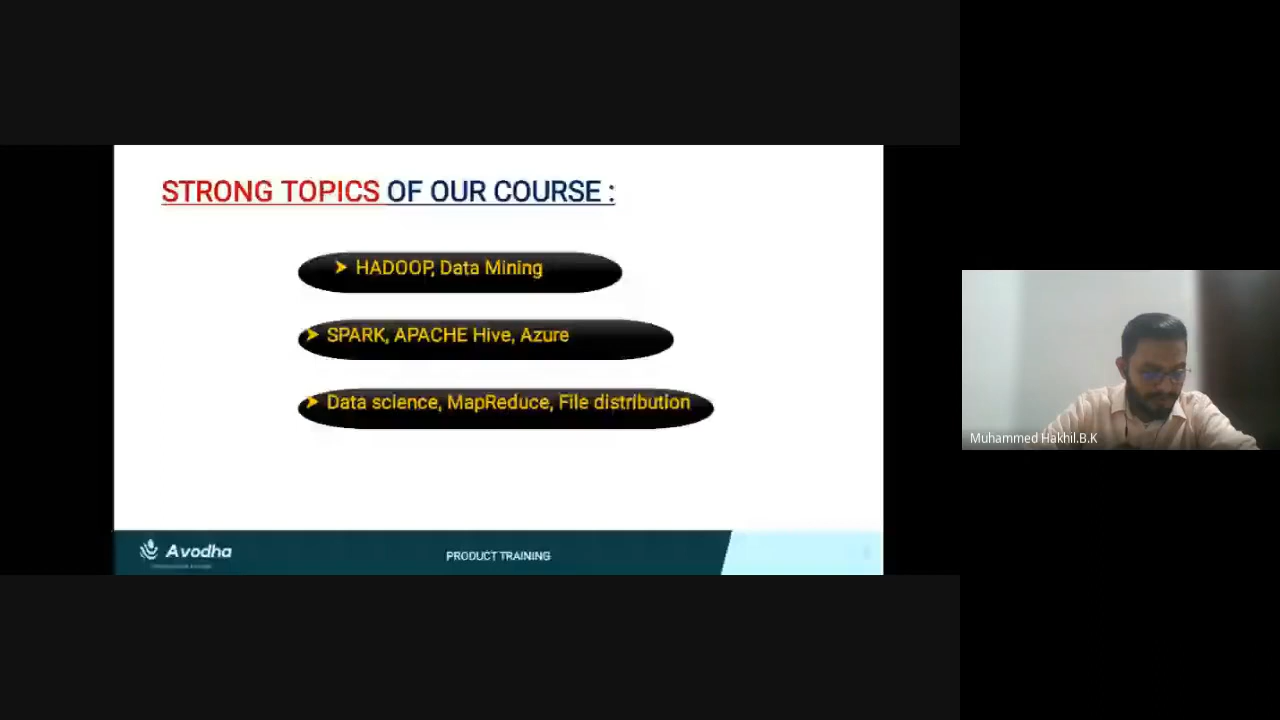 STRONG TOPICS OF OUR COURSE :
➤ HADOOP, Data Mining
➤ SPARK, APACHE Hive, Azure
➤ Data science, MapReduce, File distribution
Muhammed Hakhil.B.K
Avodha
PRODUCT TRAINING